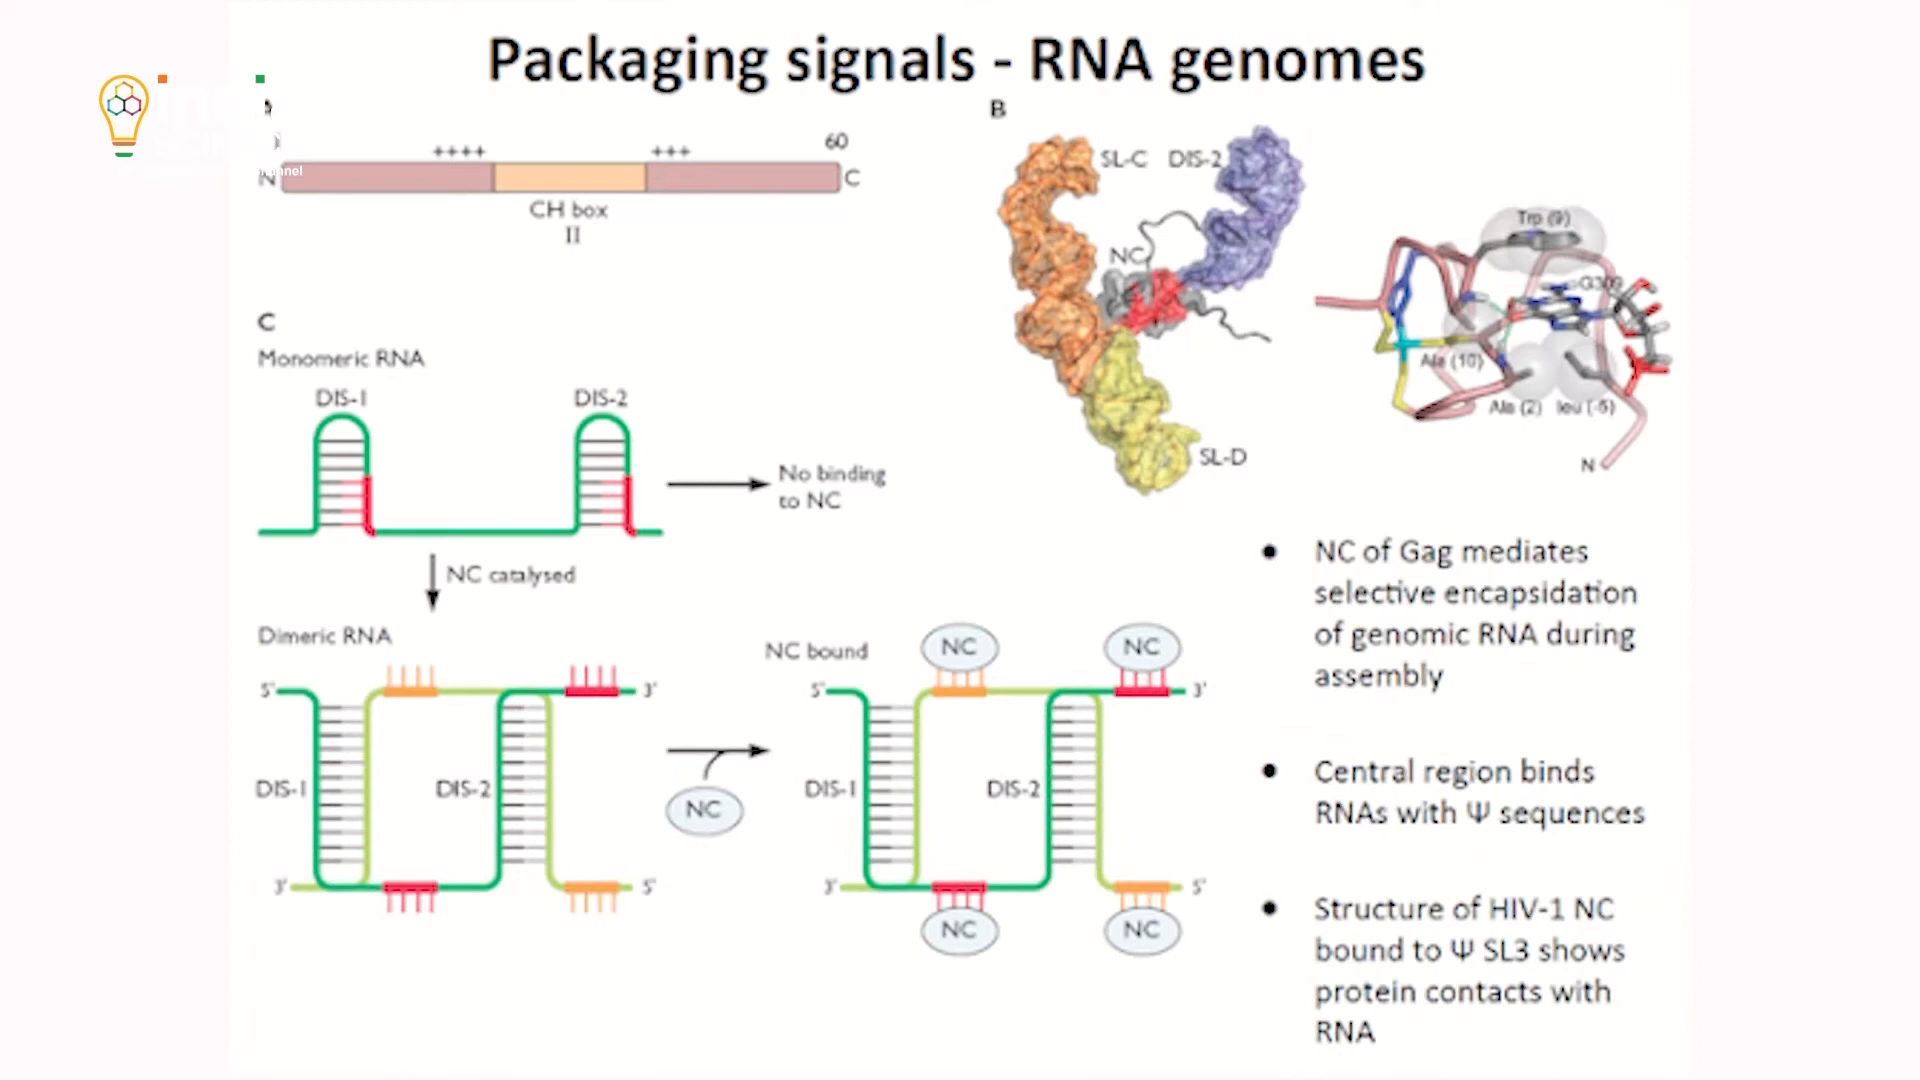 Packaging signals - RNA genomes
++++
+++
60
N
C
CH box
II
B
SL-C
DIS-2
NC
SL-D
Trp (9)
G309
Ala (10)
Ala (2)
leu (-5)
N
C
Monomeric RNA
DIS-1
DIS-2
No binding
to NC
NC catalysed
Dimeric RNA
5'
3'
DIS-1
DIS-2
3'
5'
NC
NC bound
NC
NC
5'
3'
DIS-1
DIS-2
3'
5'
NC
NC
• NC of Gag mediates
selective encapsidation
of genomic RNA during
assembly
• Central region binds
RNAs with Ψ sequences
• Structure of HIV-1 NC
bound to Ψ SL3 shows
protein contacts with
RNA